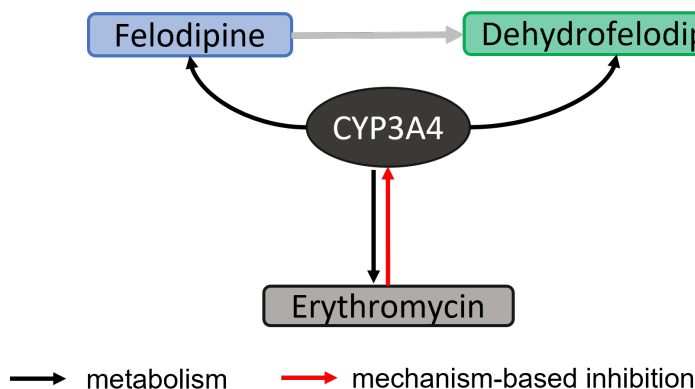 Felodipine
Dehydrofelodip
CYP3A4
Erythromycin
metabolism
mechanism-based inhibition